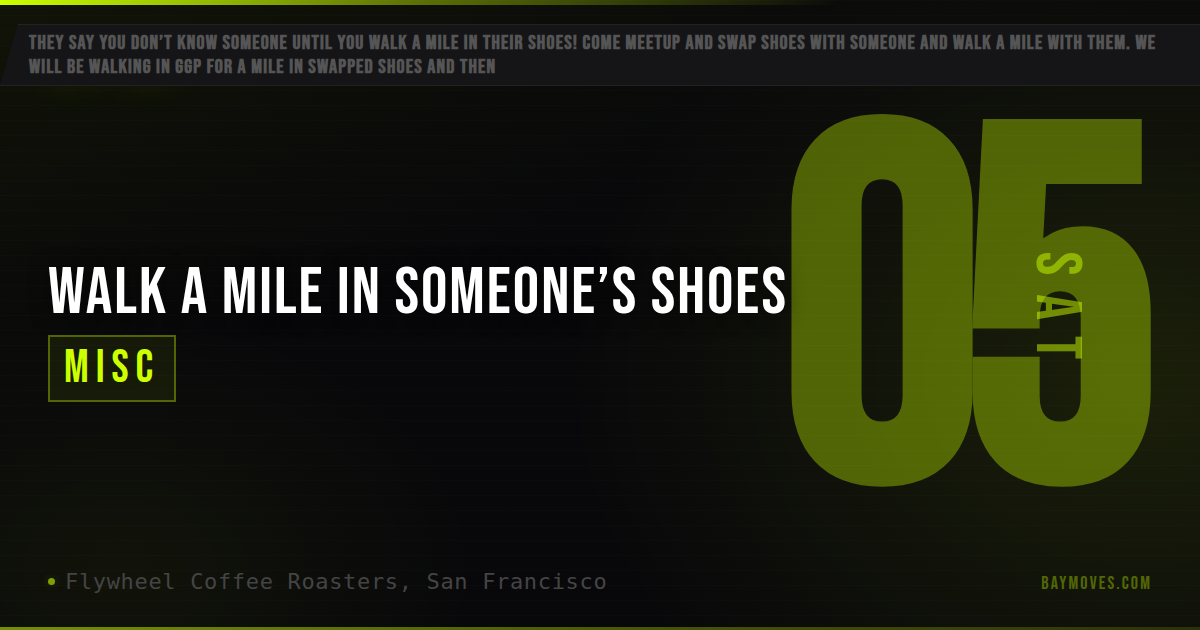 THEY SAY YOU DON'T KNOW SOMEONE UNTIL YOU WALK A MILE IN THEIR SHOES! COME MEETUP AND SWAP SHOES WITH SOMEONE AND WALK A MILE WITH THEM. WE
WILL BE WALKING IN GGP FOR A MILE IN SWAPPED SHOES AND THEN
05
SAT
WALK A MILE IN SOMEONE’S SHOES
MISC
Flywheel Coffee Roasters, San Francisco
BAYMOVES.COM